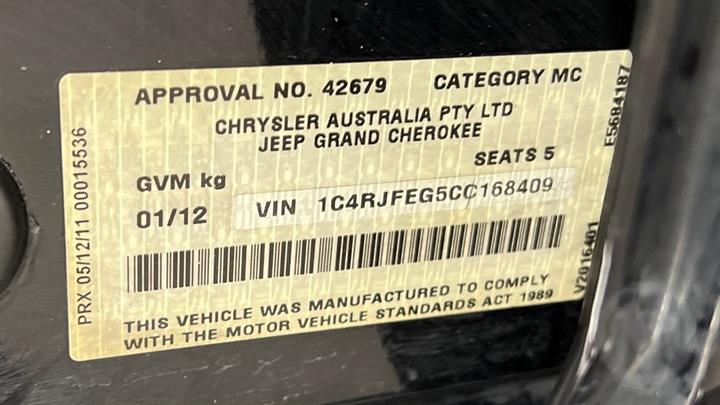 APPROVAL NO. 42679 CATEGORY MC
CHRYSLER AUSTRALIA PTY LTD
JEEP GRAND CHEROKEE
SEATS 5
GVM kg
01/12 VIN 1C4RJFEG5CC168409
THIS VEHICLE WAS MANUFACTURED TO COMPLY
WITH THE MOTOR VEHICLE STANDARDS ACT 1989
PRX 05/12/11 00015536
E5684187
V2016401